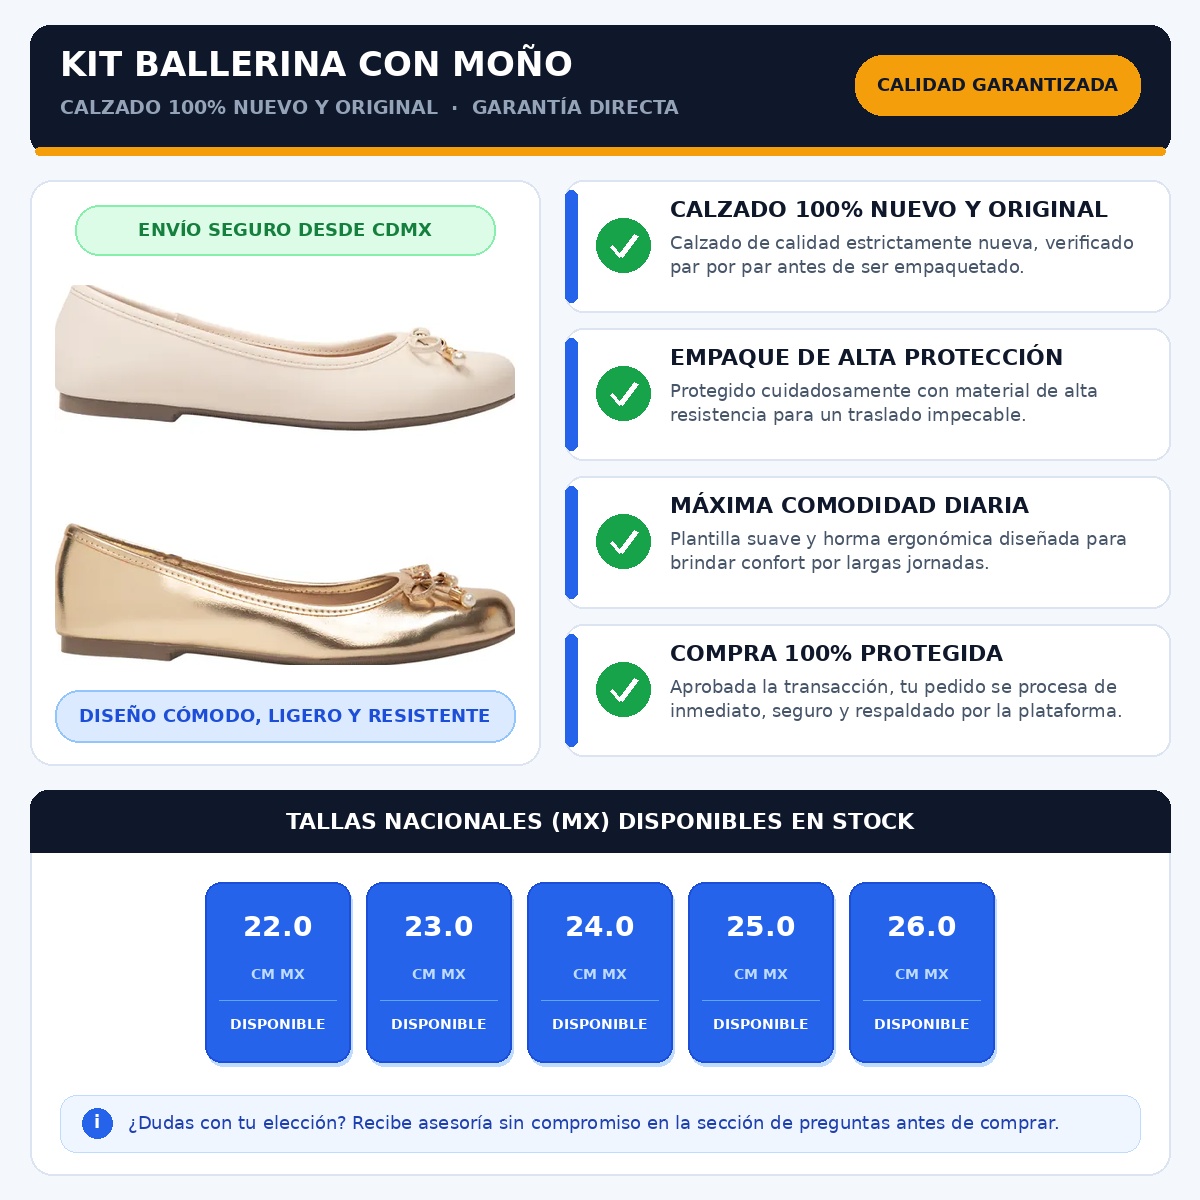 KIT BALLERINA CON MOÑO
CALZADO 100% NUEVO Y ORIGINAL · GARANTÍA DIRECTA
CALIDAD GARANTIZADA
ENVÍO SEGURO DESDE CDMX
DISEÑO CÓMODO, LIGERO Y RESISTENTE
CALZADO 100% NUEVO Y ORIGINAL
Calzado de calidad estrictamente nueva, verificado
par por par antes de ser empaquetado.
EMPAQUE DE ALTA PROTECCIÓN
Protegido cuidadosamente con material de alta
resistencia para un traslado impecable.
MÁXIMA COMODIDAD DIARIA
Plantilla suave y horma ergonómica diseñada para
brindar confort por largas jornadas.
COMPRA 100% PROTEGIDA
Aprobada la transacción, tu pedido se procesa de
inmediato, seguro y respaldado por la plataforma.
TALLAS NACIONALES (MX) DISPONIBLES EN STOCK
22.0
CM MX
DISPONIBLE
23.0
CM MX
DISPONIBLE
24.0
CM MX
DISPONIBLE
25.0
CM MX
DISPONIBLE
26.0
CM MX
DISPONIBLE
i ¿Dudas con tu elección? Recibe asesoría sin compromiso en la sección de preguntas antes de comprar.